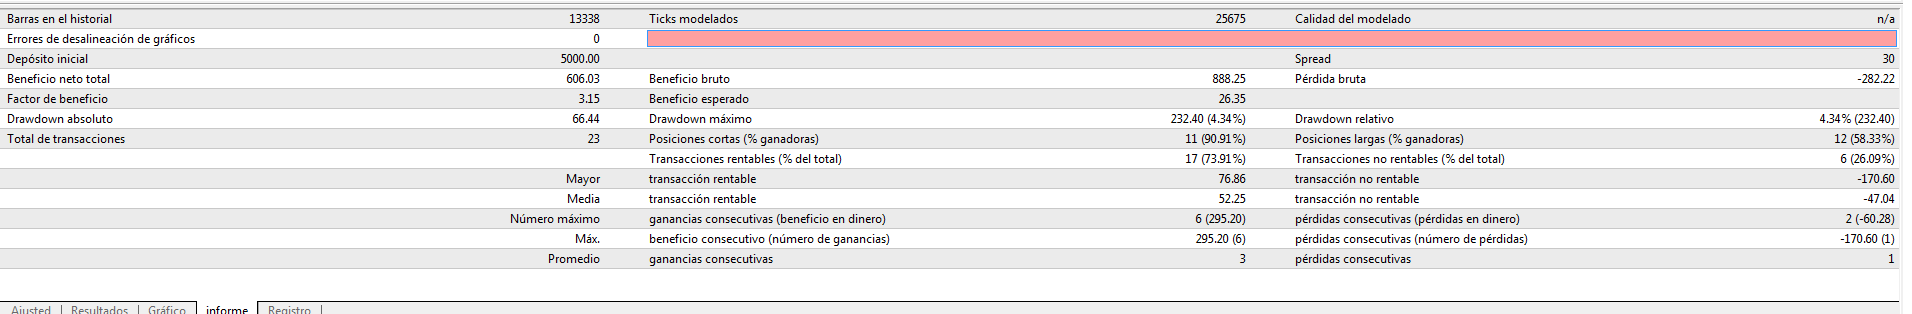 Barras en el historial 13338 Ticks modelados 25675 Calidad del modelado n/a
Errores de desalineación de gráficos 0
Depósito inicial 5000.00 Spread 30
Beneficio neto total 606.03 Beneficio bruto 888.25 Pérdida bruta -282.22
Factor de beneficio 3.15 Beneficio esperado 26.35
Drawdown absoluto 66.44 Drawdown máximo 232.40 (4.34%) Drawdown relativo 4.34% (232.40)
Total de transacciones 23 Posiciones cortas (% ganadoras) 11 (90.91%) Posiciones largas (% ganadoras) 12 (58.33%)
Transacciones rentables (% del total) 17 (73.91%) Transacciones no rentables (% del total) 6 (26.09%)
Mayor transacción rentable 76.86 transacción no rentable -170.60
Media transacción rentable 52.25 transacción no rentable -47.04
Número máximo ganancias consecutivas (beneficio en dinero) 6 (295.20) pérdidas consecutivas (pérdidas en dinero) 2 (-60.28)
Máx. beneficio consecutivo (número de ganancias) 295.20 (6) pérdidas consecutivas (número de pérdidas) -170.60 (1)
Promedio ganancias consecutivas 3 pérdidas consecutivas 1
Ajusted | Resultados | Gráfico informe Registro |